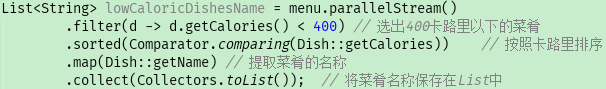 List<String> lowCaloricDishesName = menu.parallelStream()
.filter(d -> d.getCalories() < 400) // 选出400卡路里以下的菜肴
.sorted(Comparator.comparing(Dish::getCalories)) // 按照卡路里排序
.map(Dish::getName) // 提取菜肴的名称
.collect(Collectors.toList()); // 将菜肴名称保存在List中